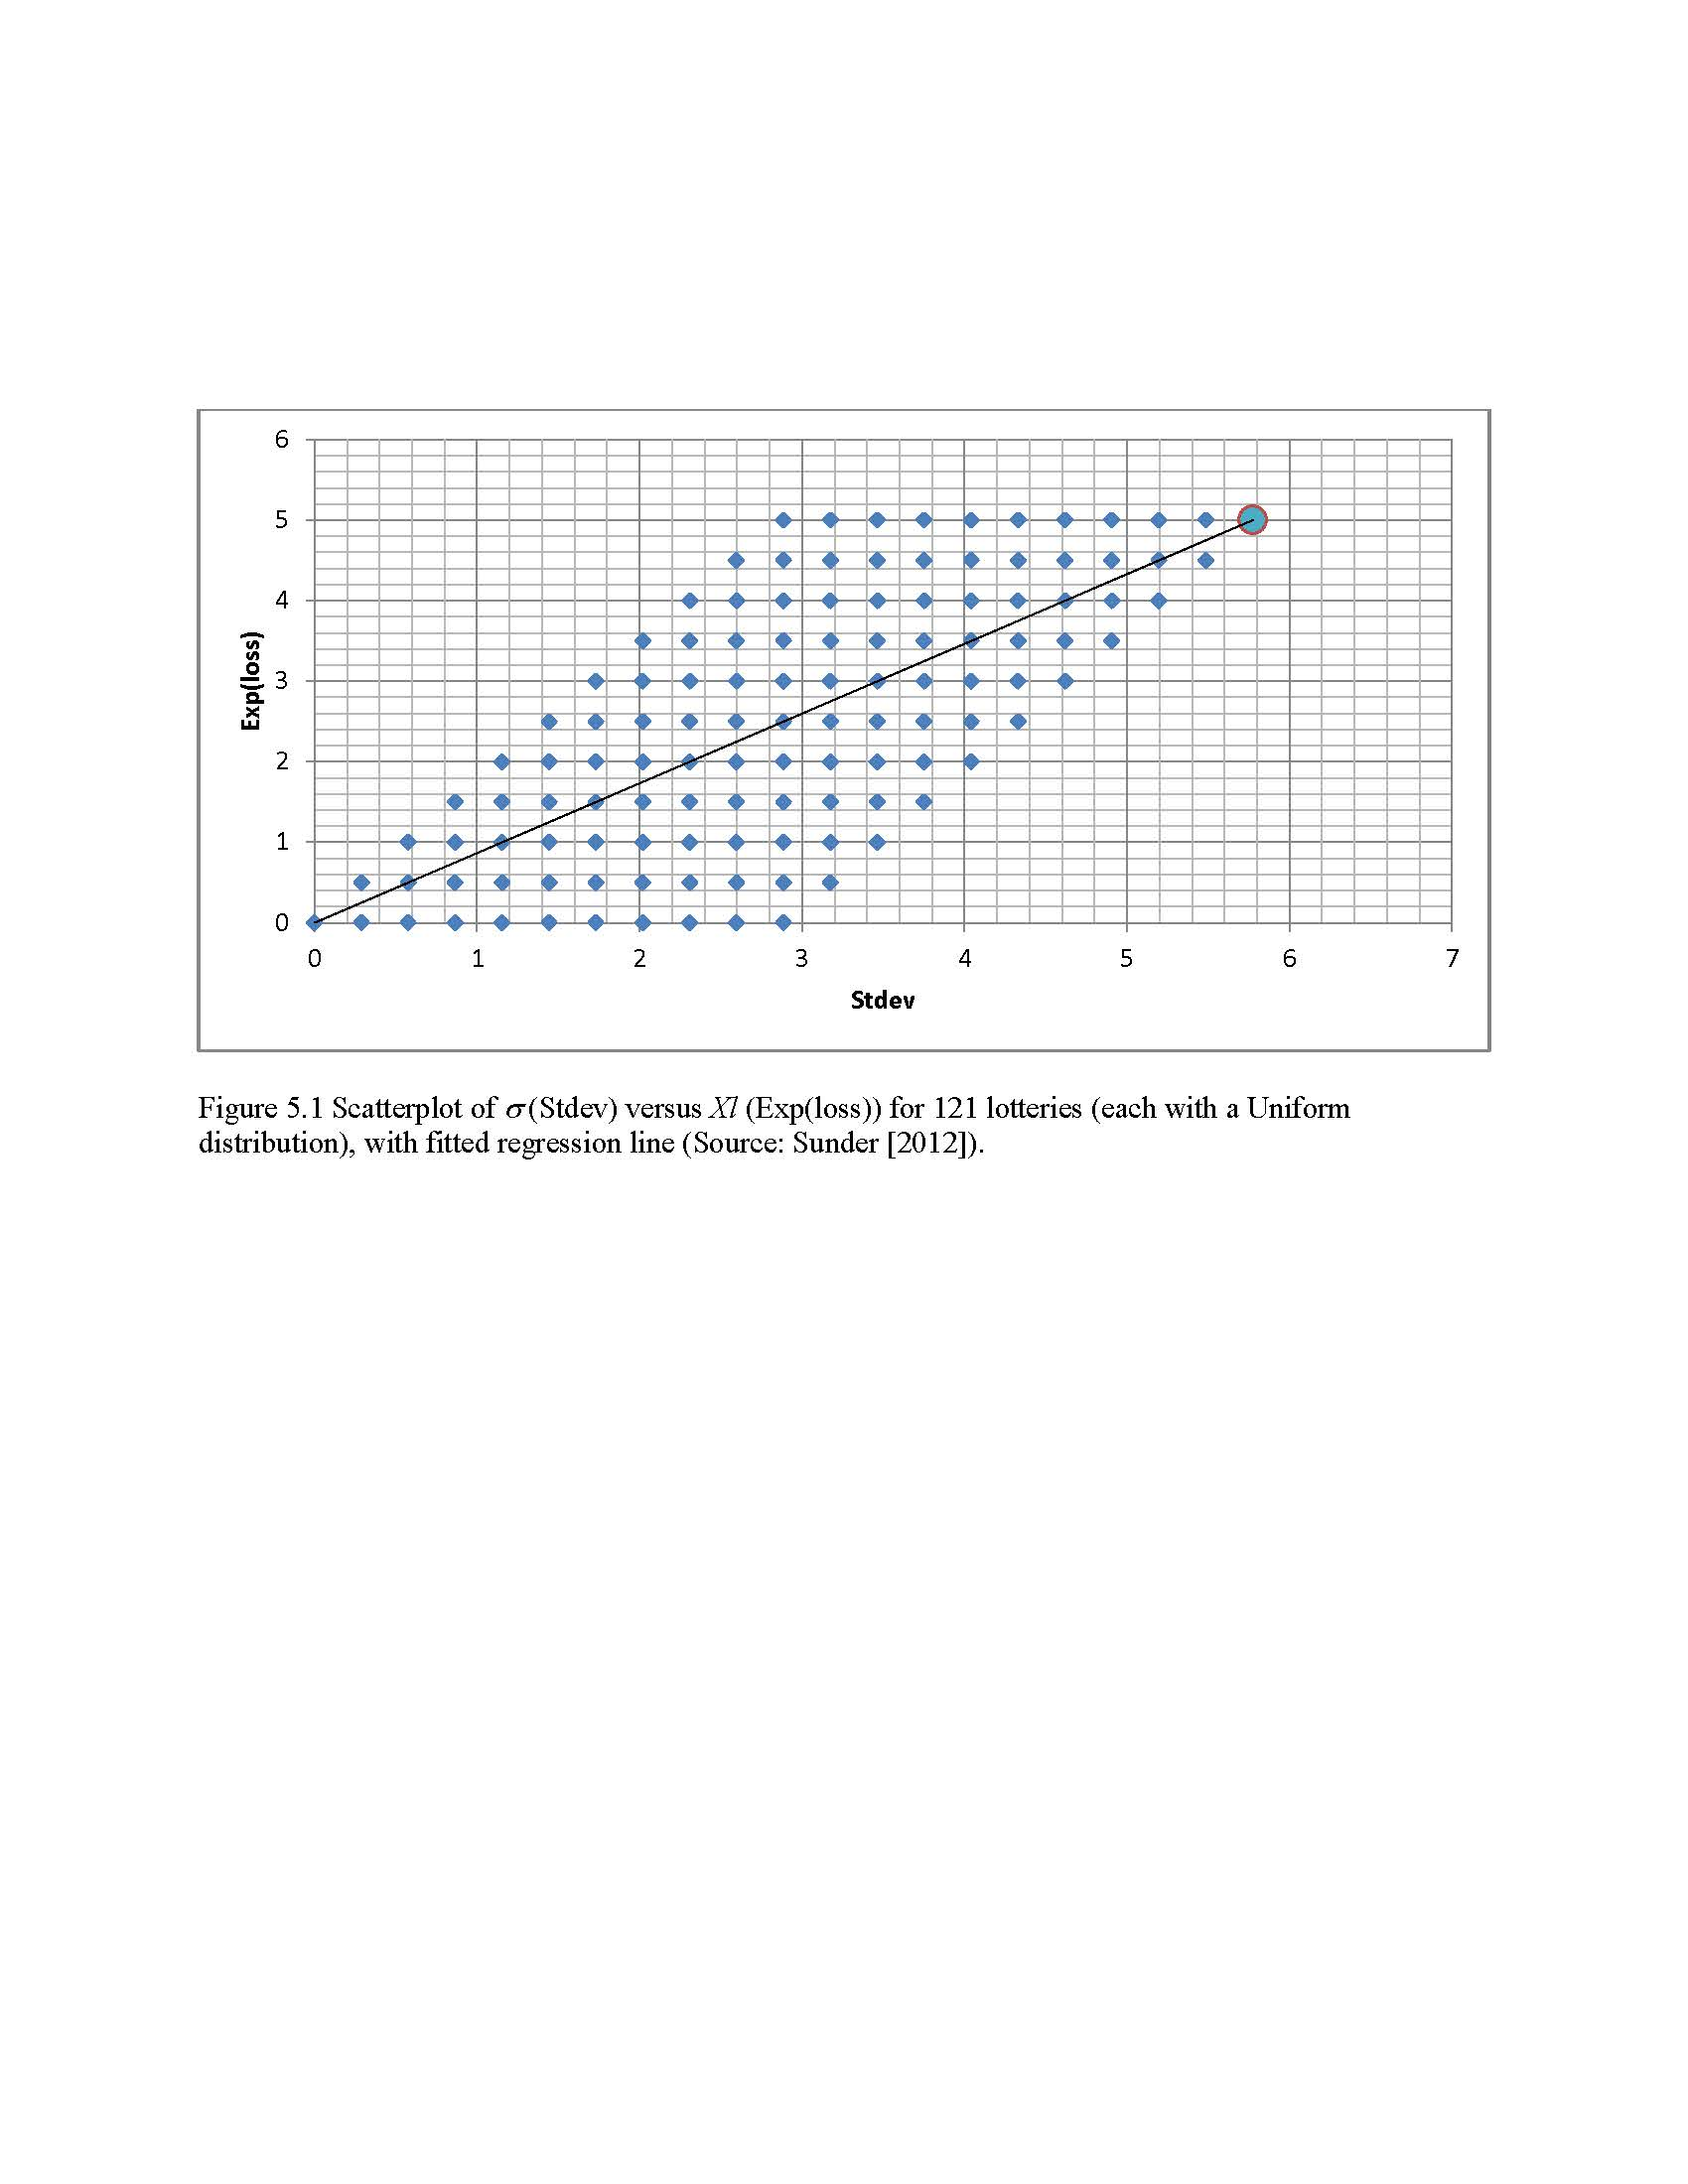 6
5
4
3
2
1
0
Exp(loss)
0 1 2 3 4 5 6 7
Stdev
Figure 5.1 Scatterplot of σ(Stdev) versus Xl (Exp(loss)) for 121 lotteries (each with a Uniform
distribution), with fitted regression line (Source: Sunder [2012]).